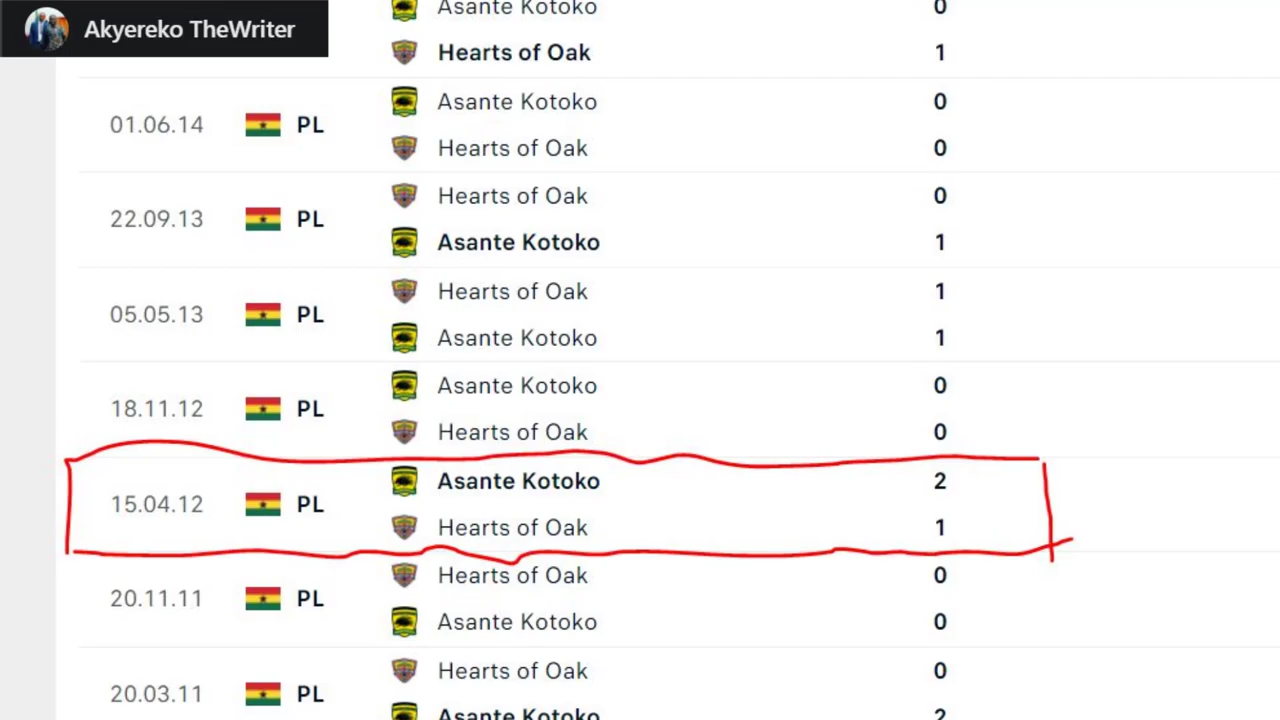 Akyereko TheWriter
Asante Kotoko 0
Hearts of Oak 1
01.06.14 PL
Asante Kotoko 0
Hearts of Oak 0
22.09.13 PL
Hearts of Oak 0
Asante Kotoko 1
05.05.13 PL
Hearts of Oak 1
Asante Kotoko 1
18.11.12 PL
Asante Kotoko 0
Hearts of Oak 0
15.04.12 PL
Asante Kotoko 2
Hearts of Oak 1
20.11.11 PL
Hearts of Oak 0
Asante Kotoko 0
20.03.11 PL
Hearts of Oak 0
Asante Kotoko 2